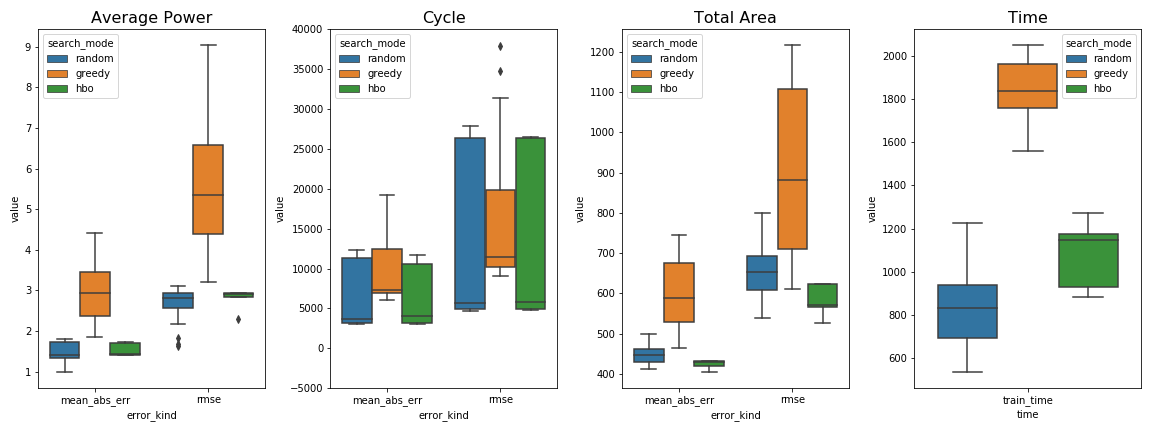 Average Power
search_mode
random
greedy
hbo
9
8
7
6
5
4
3
2
1
value
mean_abs_err
rmse
error_kind
Cycle
search_mode
random
greedy
hbo
40000
35000
30000
25000
20000
15000
10000
5000
0
−5000
value
mean_abs_err
rmse
error_kind
Total Area
search_mode
random
greedy
hbo
1200
1100
1000
900
800
700
600
500
400
value
mean_abs_err
rmse
error_kind
Time
search_mode
random
greedy
hbo
2000
1800
1600
1400
1200
1000
800
600
value
train_time
time